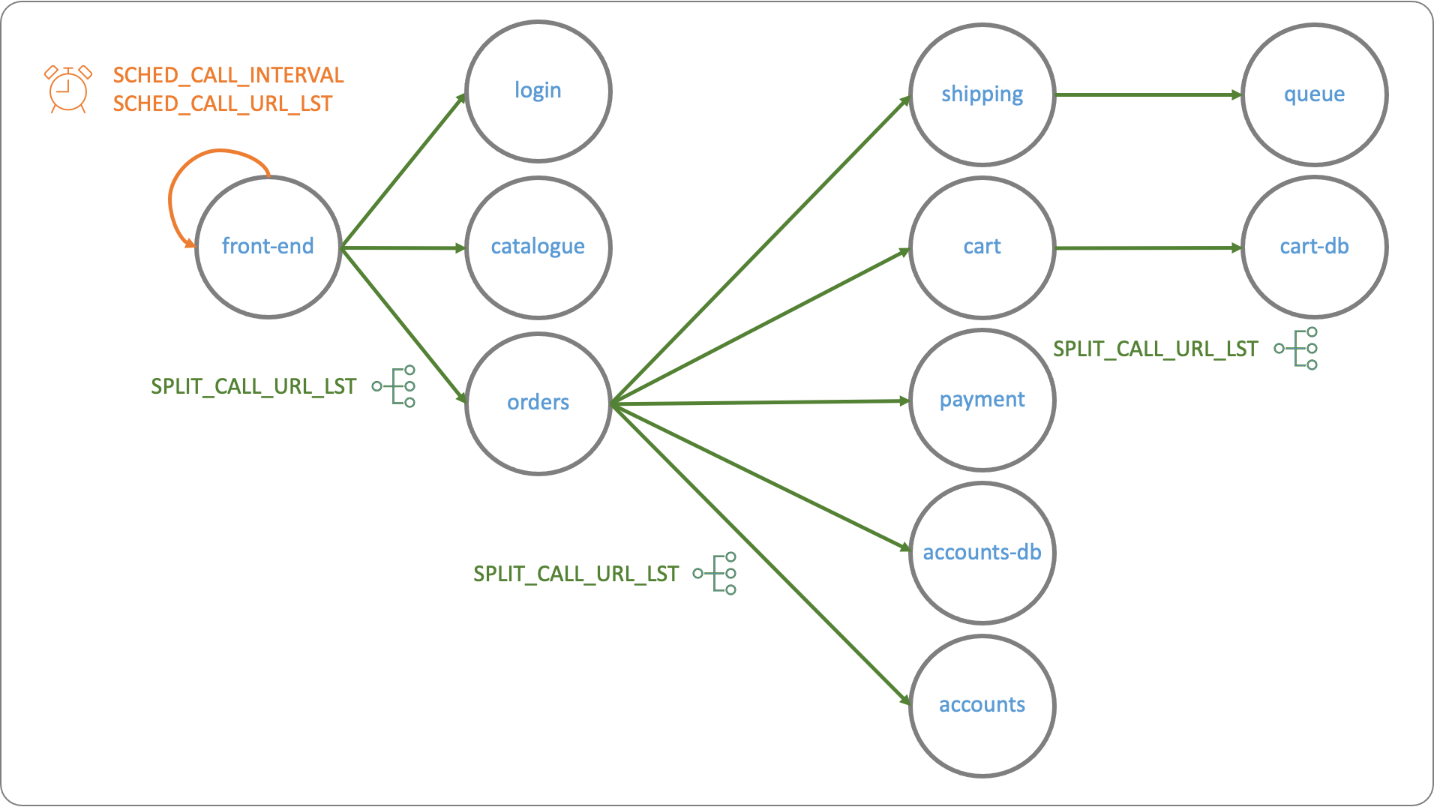 SCHED_CALL_INTERVAL
SCHED_CALL_URL_LST
login
shipping
queue
front-end
catalogue
cart
cart-db
SPLIT_CALL_URL_LST
SPLIT_CALL_URL_LST
orders
payment
accounts-db
SPLIT_CALL_URL_LST
accounts